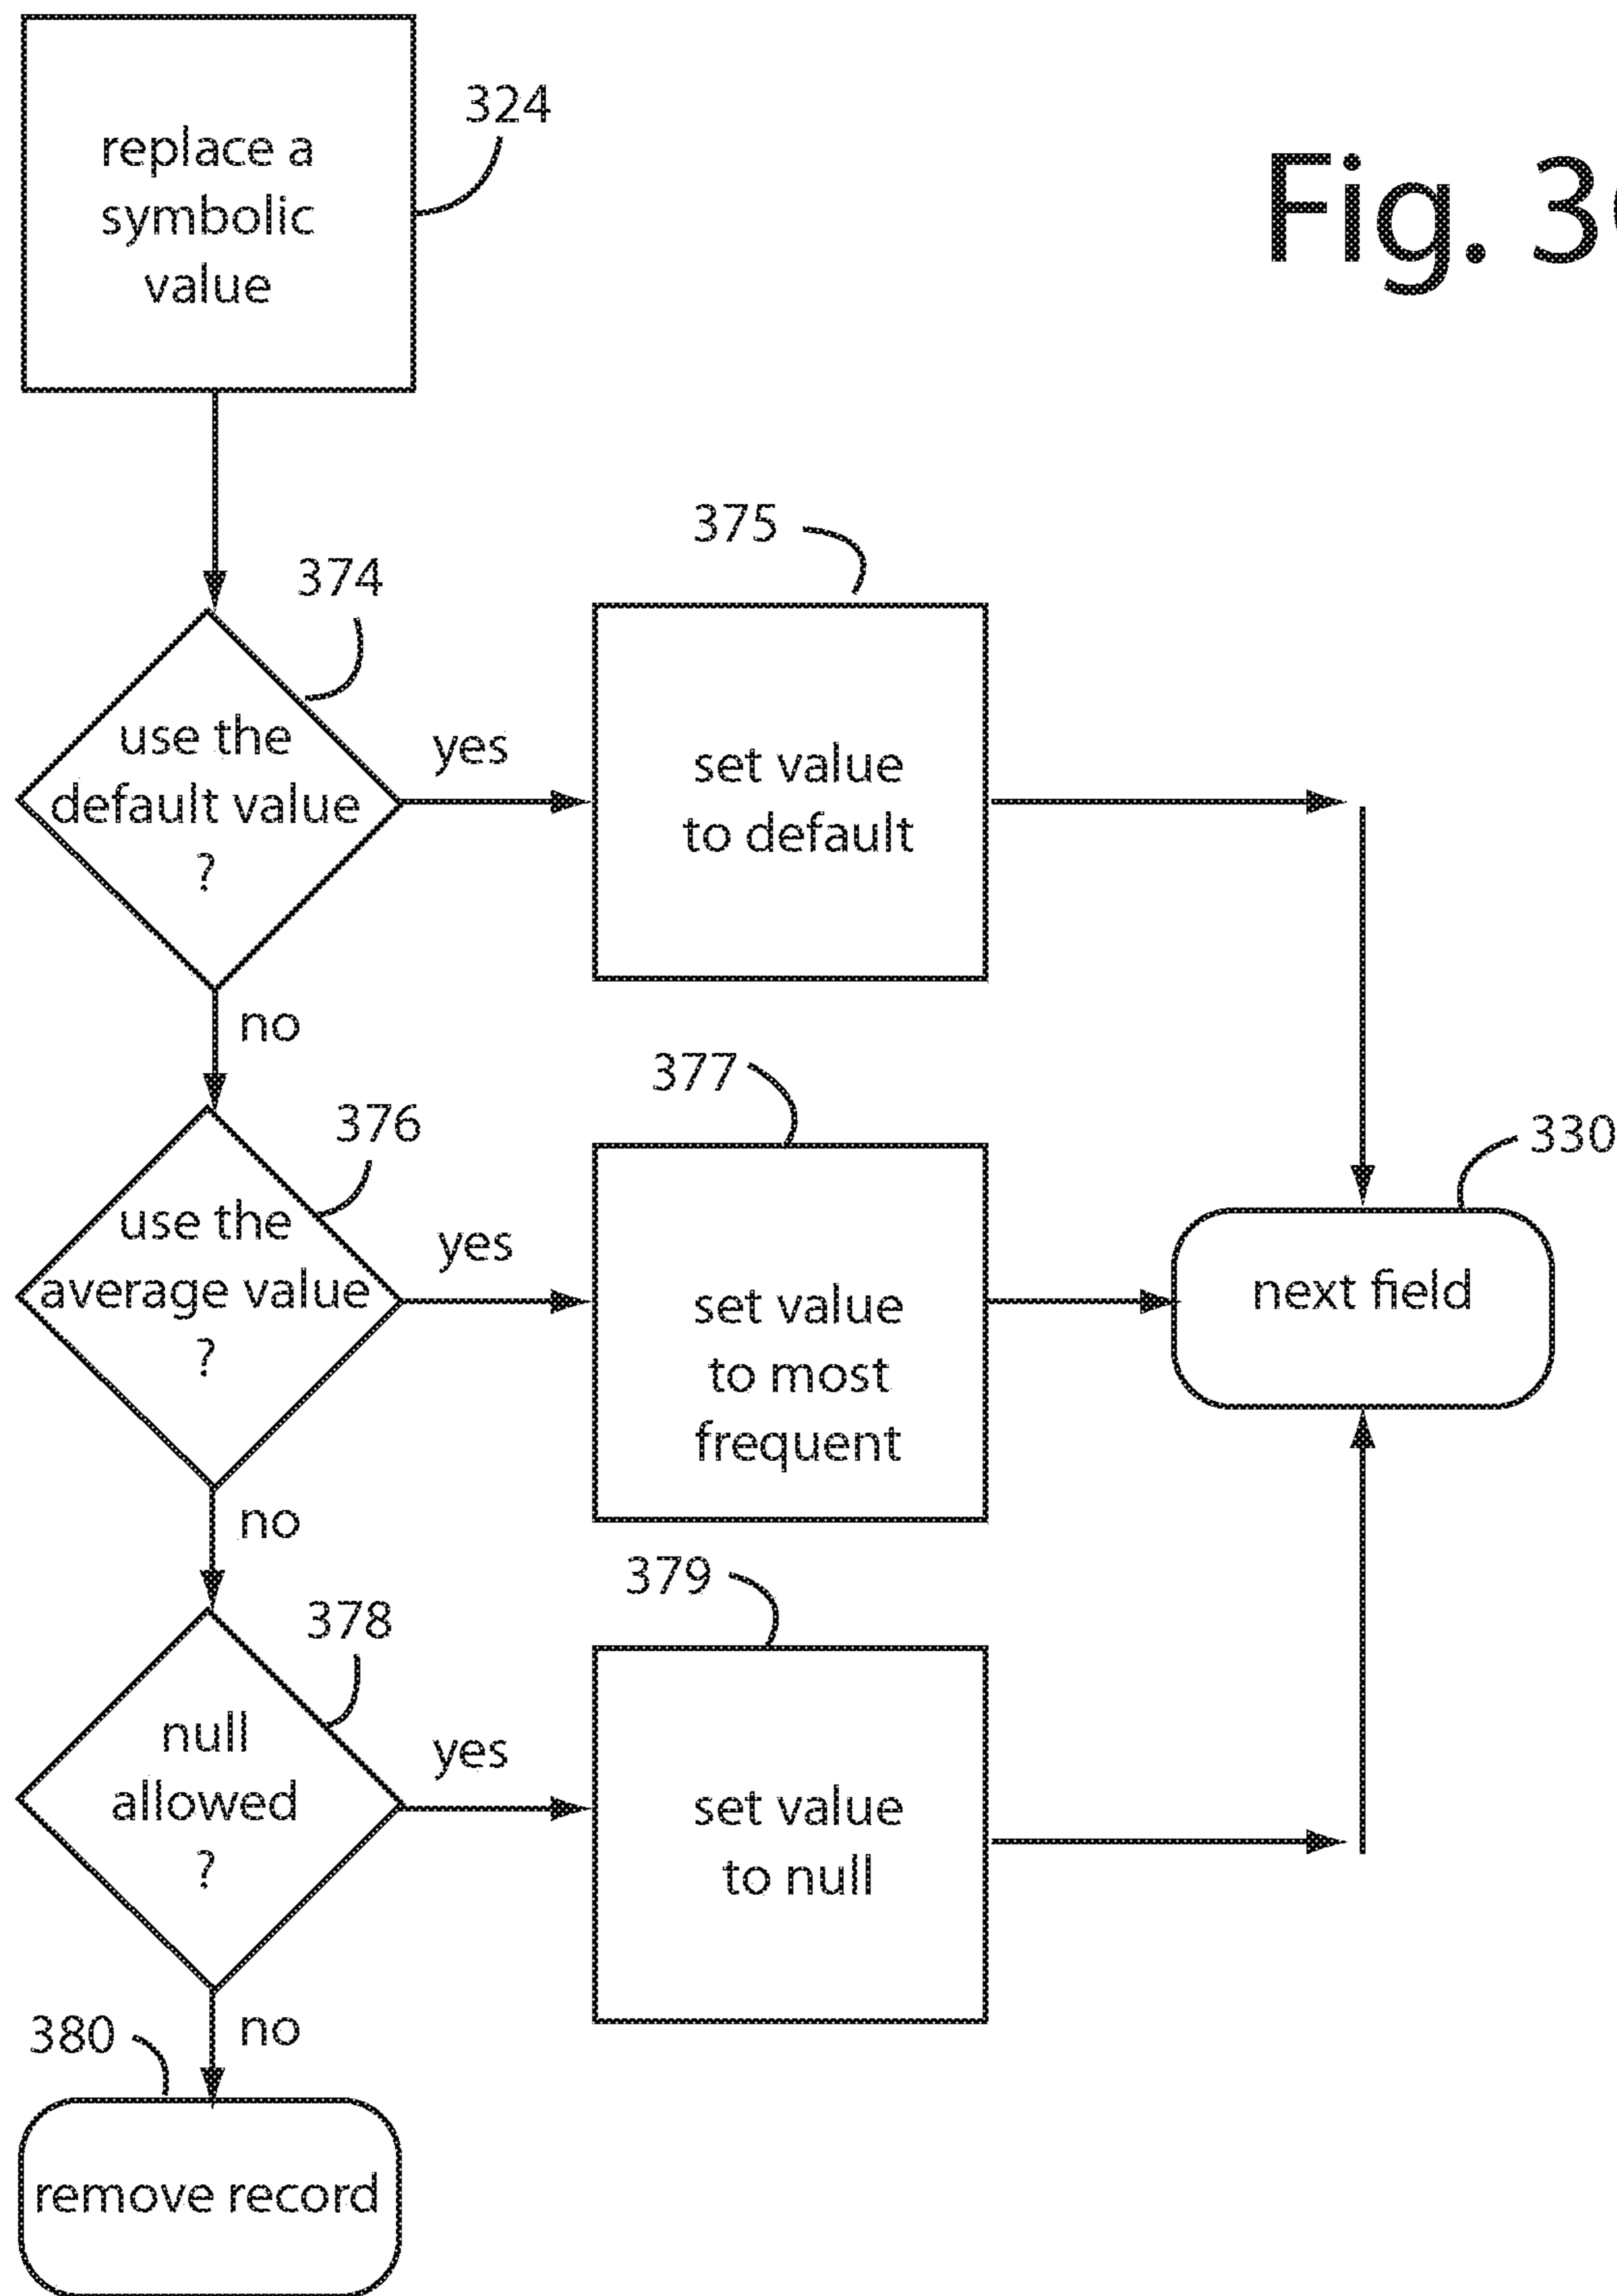 324
replace a
symbolic
value
Fig. 3
375
374
use the
default value
?
yes
set value
to default
no
377
376
330
use the
average value
?
yes
set value
to most
frequent
next field
no
379
378
null
allowed
?
yes
set value
to null
380
no
remove record